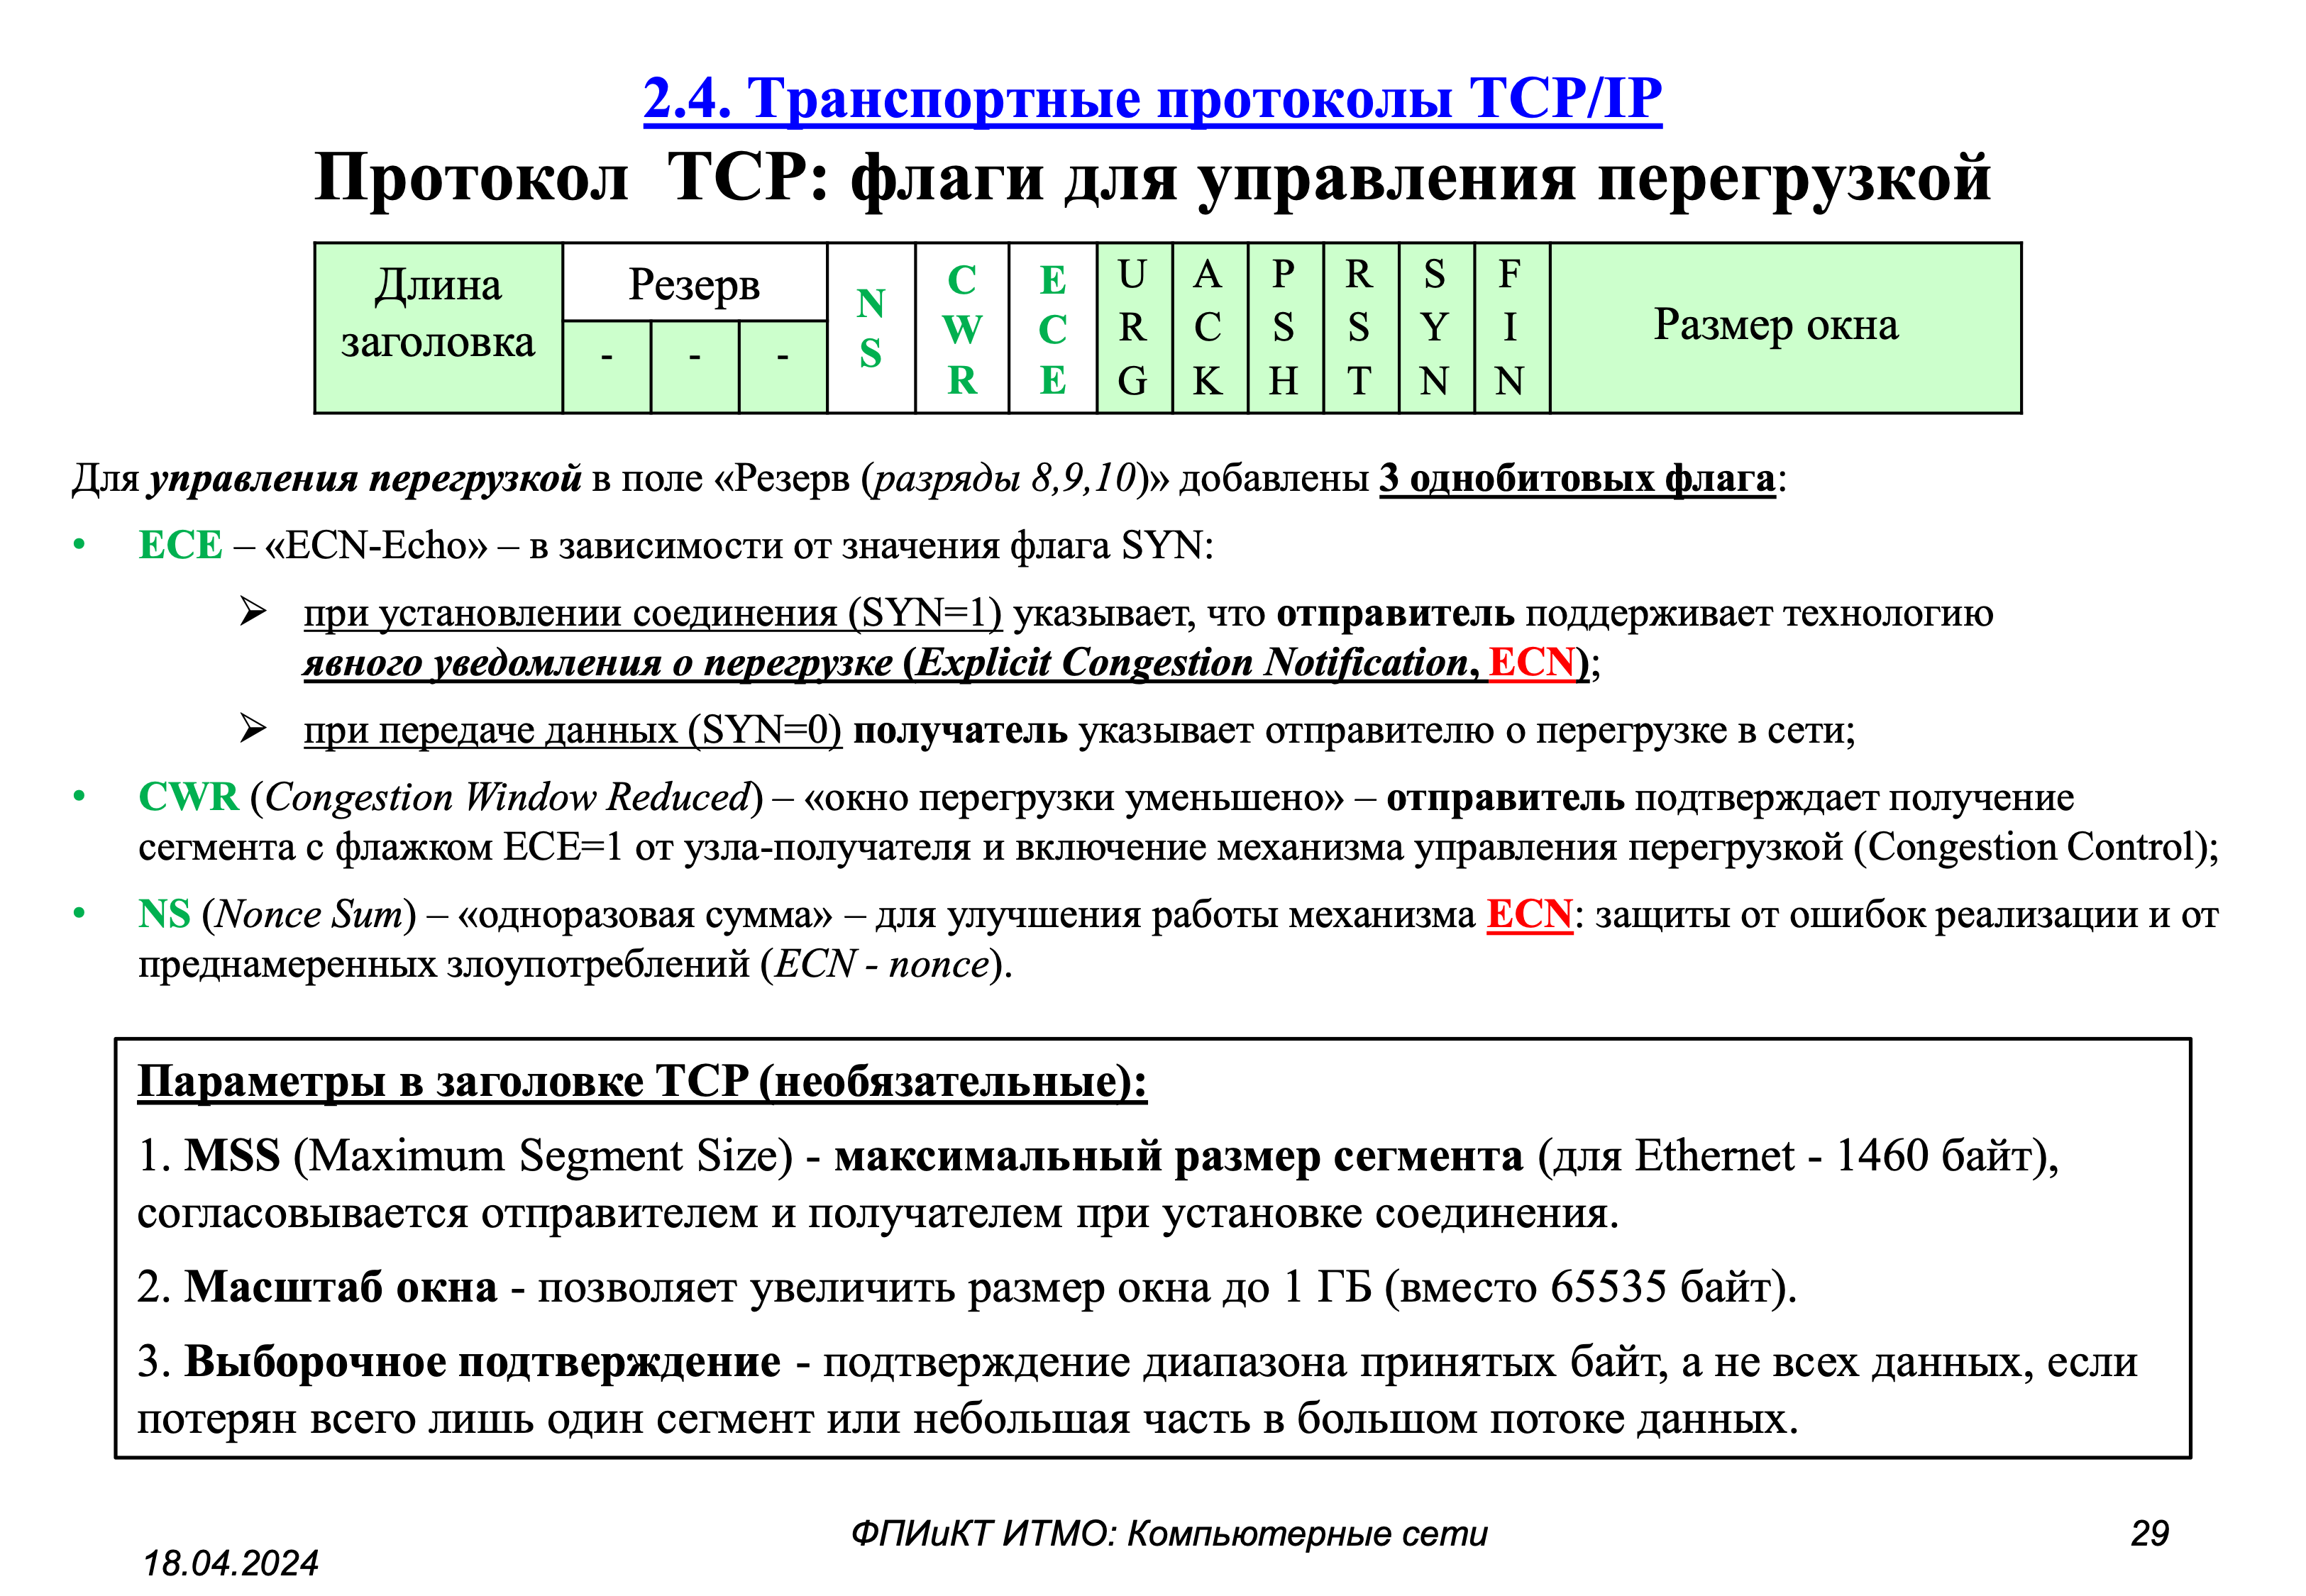 2.4. Транспортные протоколы TCP/IP
Протокол TCP: флаги для управления перегрузкой
Длина заголовка
Резерв
- - -
NS
CWR
ECE
URG
ACK
PSH
RST
SYN
FIN
Размер окна
Для управления перегрузкой в поле «Резерв (разряды 8,9,10)» добавлены 3 однобитовых флага:
• ECE – «ECN-Echo» – в зависимости от значения флага SYN:
➢ при установлении соединения (SYN=1) указывает, что отправитель поддерживает технологию
явного уведомления о перегрузке (Explicit Congestion Notification, ECN);
➢ при передаче данных (SYN=0) получатель указывает отправителю о перегрузке в сети;
• CWR (Congestion Window Reduced) – «окно перегрузки уменьшено» – отправитель подтверждает получение
сегмента с флажком ECE=1 от узла-получателя и включение механизма управления перегрузкой (Congestion Control);
• NS (Nonce Sum) – «одноразовая сумма» – для улучшения работы механизма ECN: защиты от ошибок реализации и от
преднамеренных злоупотреблений (ECN - nonce).
Параметры в заголовке TCP (необязательные):
1. MSS (Maximum Segment Size) - максимальный размер сегмента (для Ethernet - 1460 байт),
согласовывается отправителем и получателем при установке соединения.
2. Масштаб окна - позволяет увеличить размер окна до 1 ГБ (вместо 65535 байт).
3. Выборочное подтверждение - подтверждение диапазона принятых байт, а не всех данных, если
потерян всего лишь один сегмент или небольшая часть в большом потоке данных.
18.04.2024
ФПИиКТ ИТМО: Компьютерные сети
29